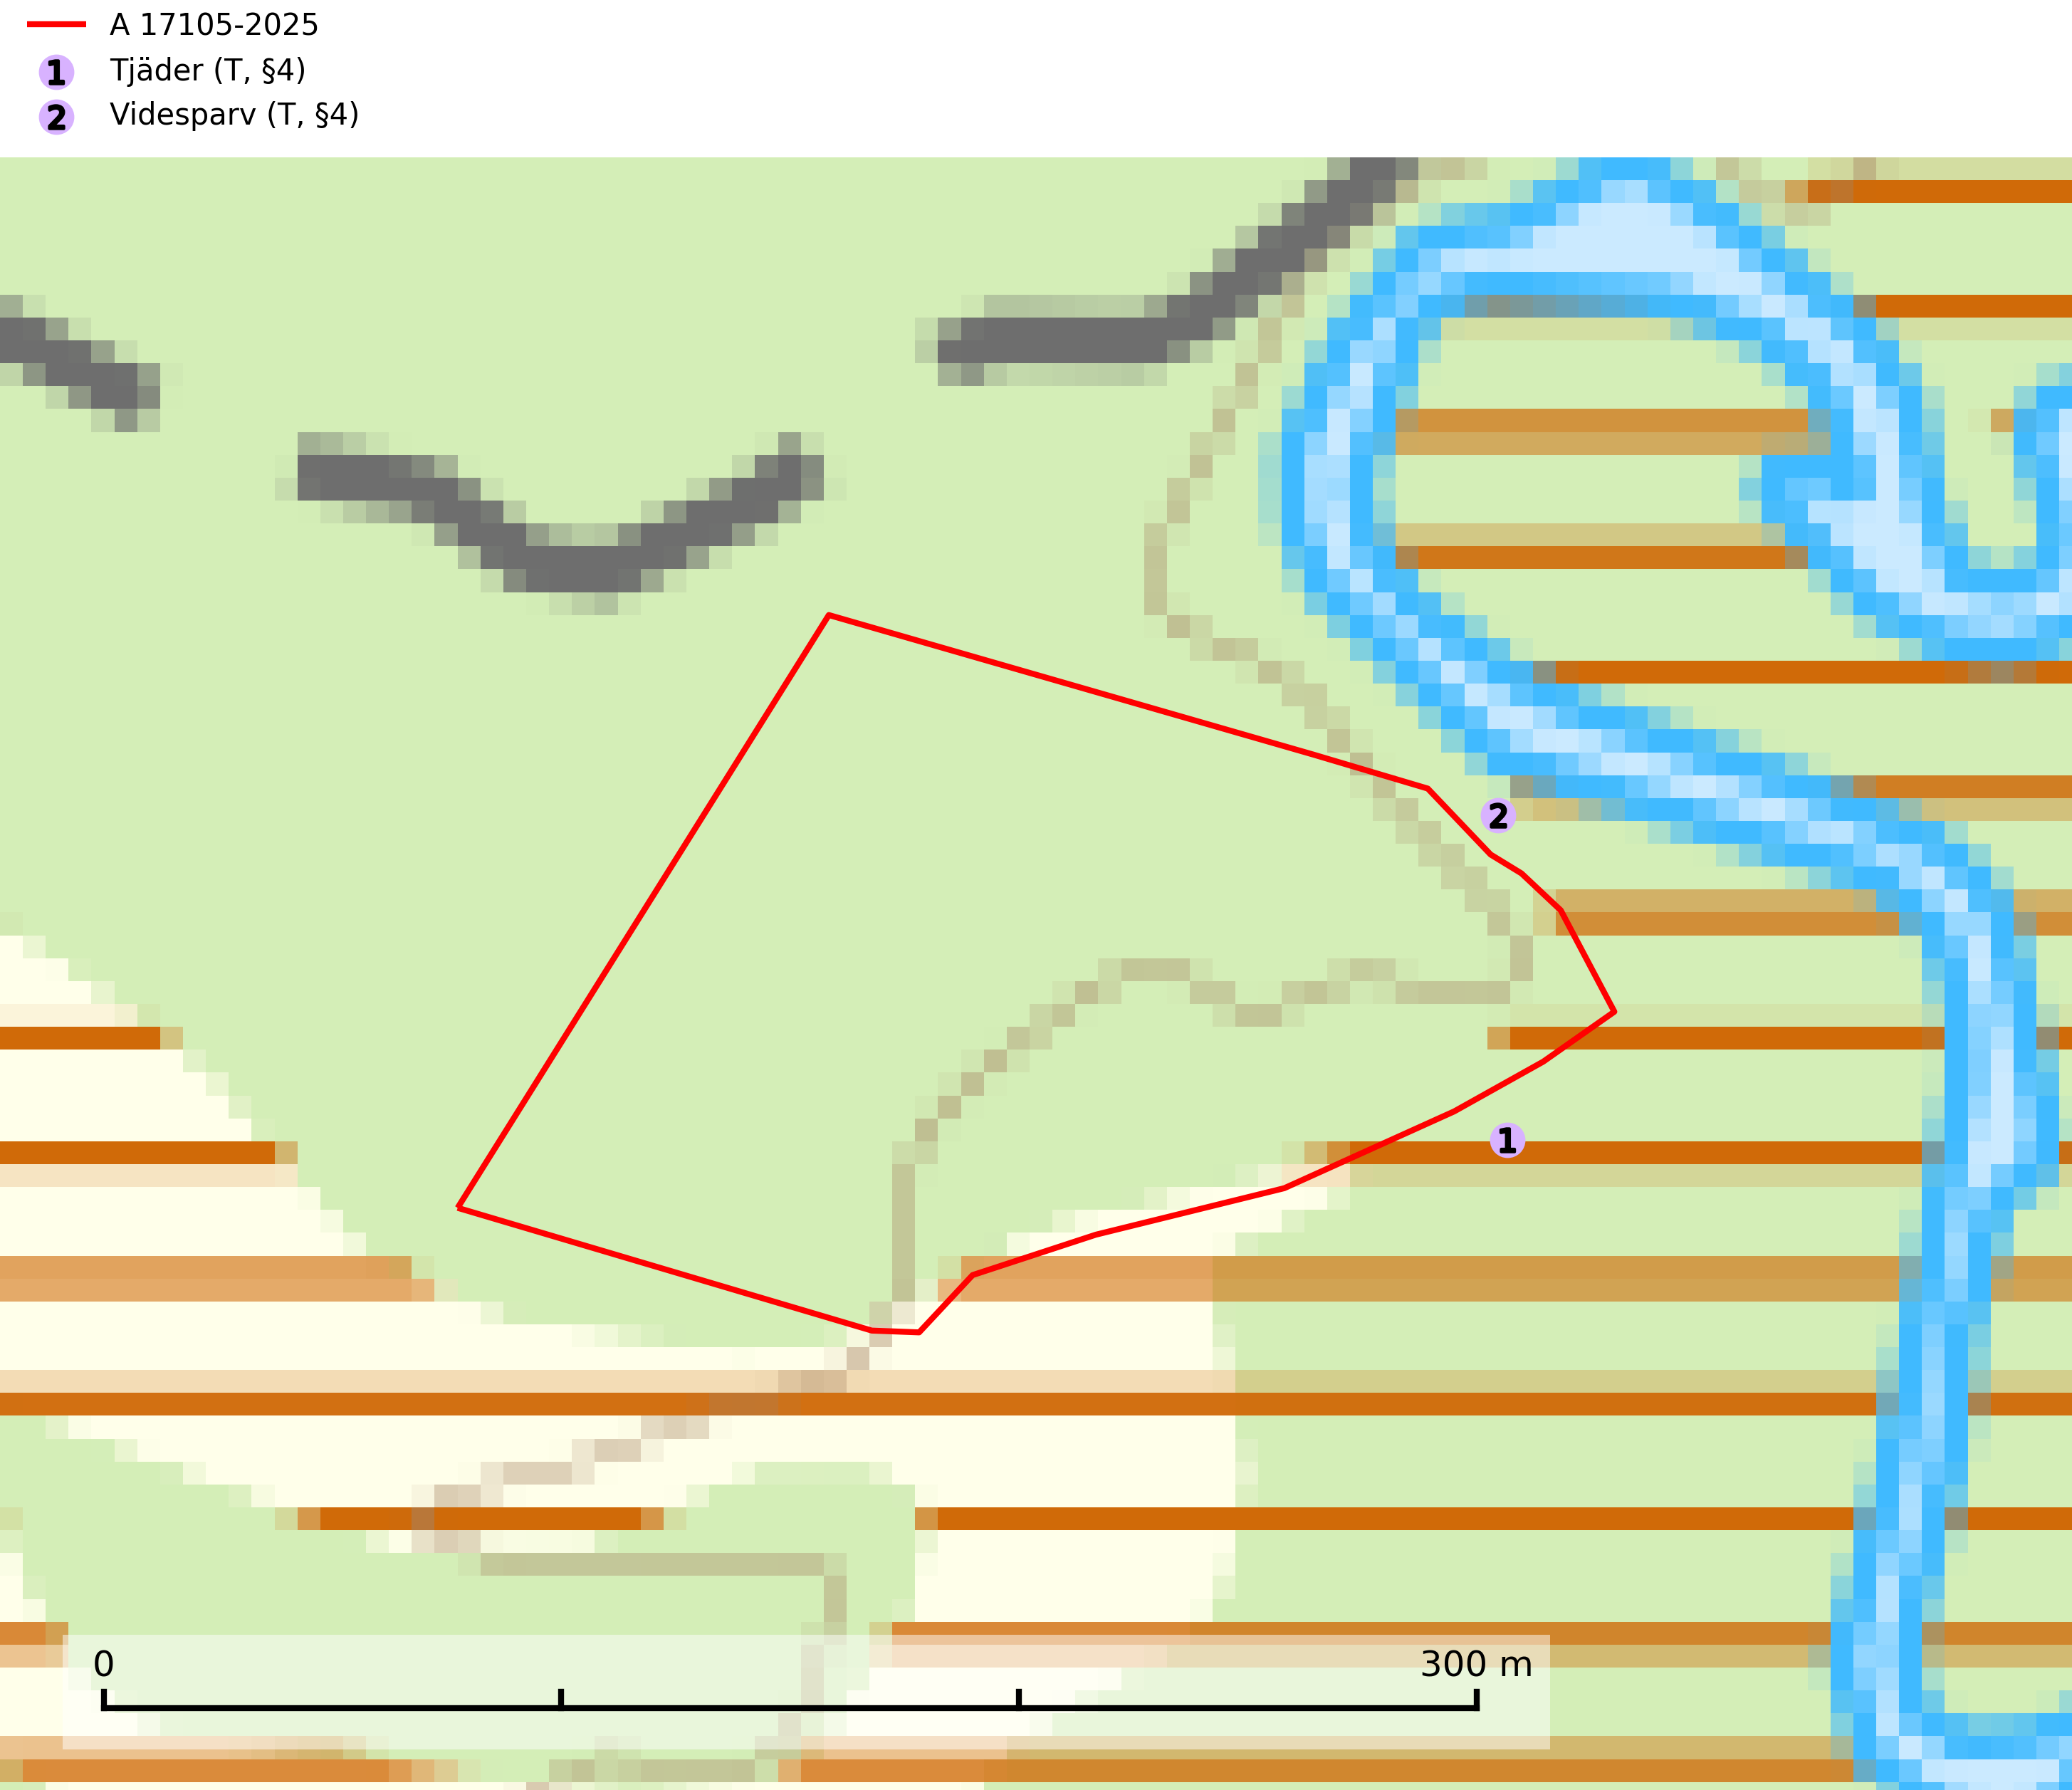 A 17105-2025
1 Tjäder (T, §4)
2 Videsparv (T, §4)
2
1
0 300 m